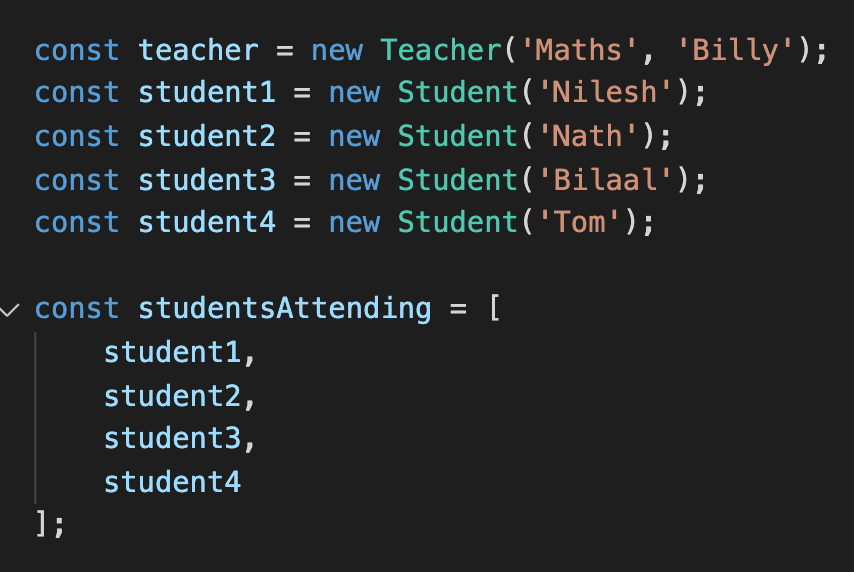 const teacher = new Teacher('Maths', 'Billy');
const student1 = new Student('Nilesh');
const student2 = new Student('Nath');
const student3 = new Student('Bilaal');
const student4 = new Student('Tom');
const studentsAttending = [
student1,
student2,
student3,
student4
];